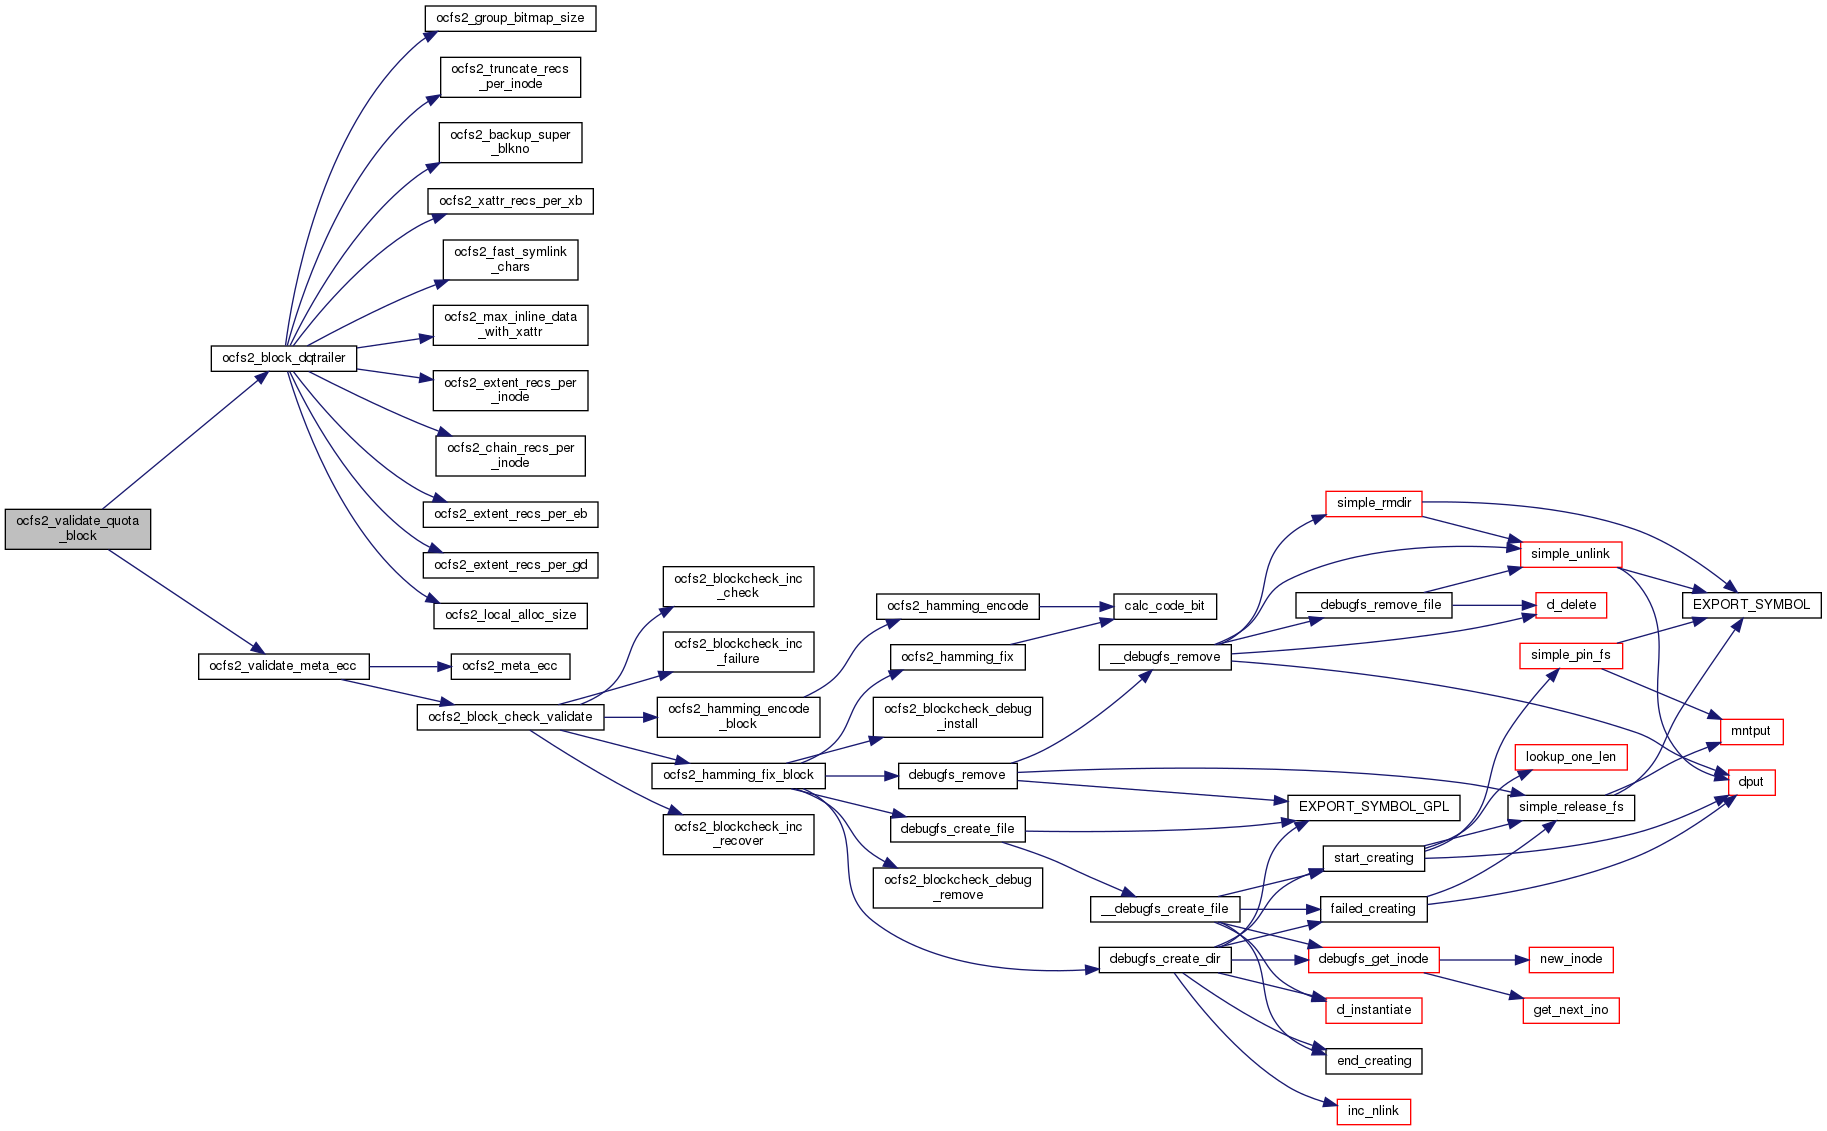 ocfs2_validate_quota
_block
ocfs2_block_dqtrailer
ocfs2_validate_meta_ecc
ocfs2_group_bitmap_size
ocfs2_truncate_recs
_per_inode
ocfs2_backup_super
_blkno
ocfs2_xattr_recs_per_xb
ocfs2_fast_symlink
_chars
ocfs2_max_inline_data
_with_xattr
ocfs2_extent_recs_per
_inode
ocfs2_chain_recs_per
_inode
ocfs2_extent_recs_per_eb
ocfs2_extent_recs_per_gd
ocfs2_local_alloc_size
ocfs2_meta_ecc
ocfs2_block_check_validate
ocfs2_blockcheck_inc
_check
ocfs2_blockcheck_inc
_failure
ocfs2_hamming_encode
_block
ocfs2_hamming_fix_block
ocfs2_blockcheck_inc
_recover
ocfs2_hamming_encode
ocfs2_hamming_fix
ocfs2_blockcheck_debug
_install
debugfs_remove
debugfs_create_file
ocfs2_blockcheck_debug
_remove
calc_code_bit
__debugfs_remove
__debugfs_create_file
debugfs_create_dir
simple_rmdir
__debugfs_remove_file
EXPORT_SYMBOL_GPL
start_creating
failed_creating
debugfs_get_inode
d_instantiate
end_creating
inc_nlink
simple_unlink
d_delete
simple_pin_fs
lookup_one_len
simple_release_fs
new_inode
get_next_ino
EXPORT_SYMBOL
mntput
dput